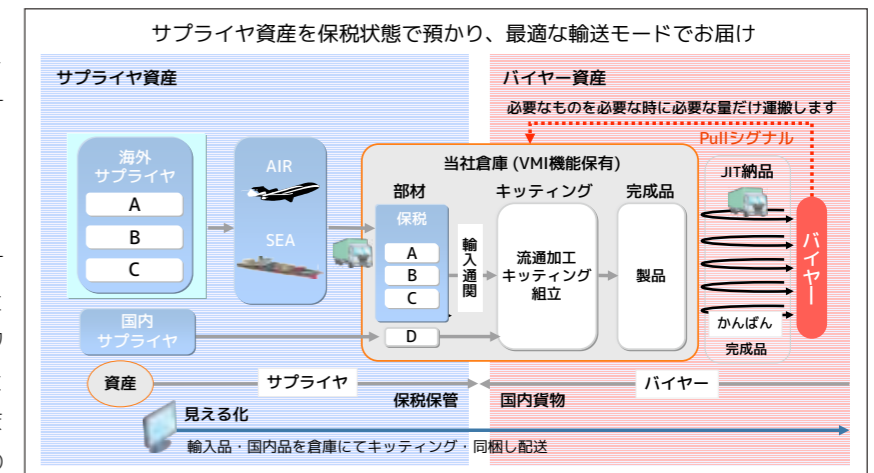 サプライヤ資産を保税状態で預かり、最適な輸送モードでお届け
サプライヤ資産
バイヤー資産
必要なものを必要な時に必要な量だけ運搬します
Pullシグナル
海外
サプライヤ
A
B
C
AIR
SEA
当社倉庫 (VMI機能保有)
部材
キッティング
完成品
保税
A
B
C
輸入通関
流通加工
キッティング
組立
製品
JIT納品
バイヤー
かんばん
完成品
国内
サプライヤ
D
資産
サプライヤ
バイヤー
保税保管
国内貨物
見える化
輸入品・国内品を倉庫にてキッティング・同梱し配送